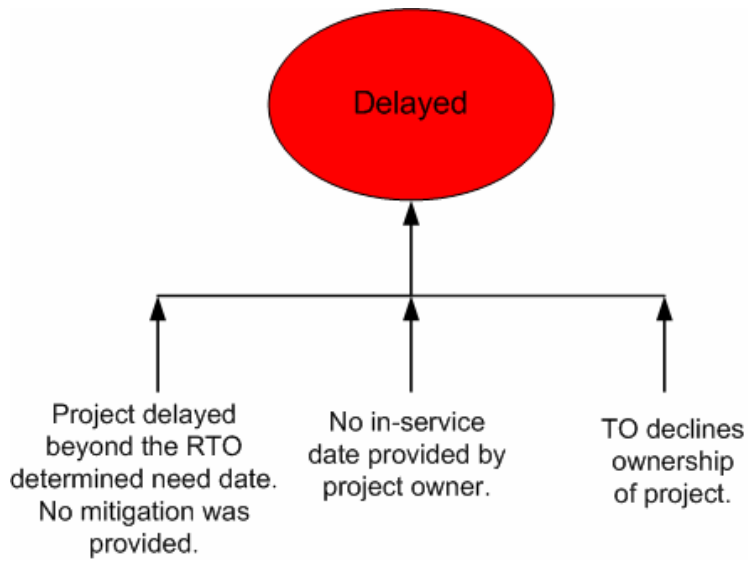 Delayed
Project delayed
beyond the RTO
determined need date.
No mitigation was
provided.
No in-service
date provided by
project owner.
TO declines
ownership
of project.